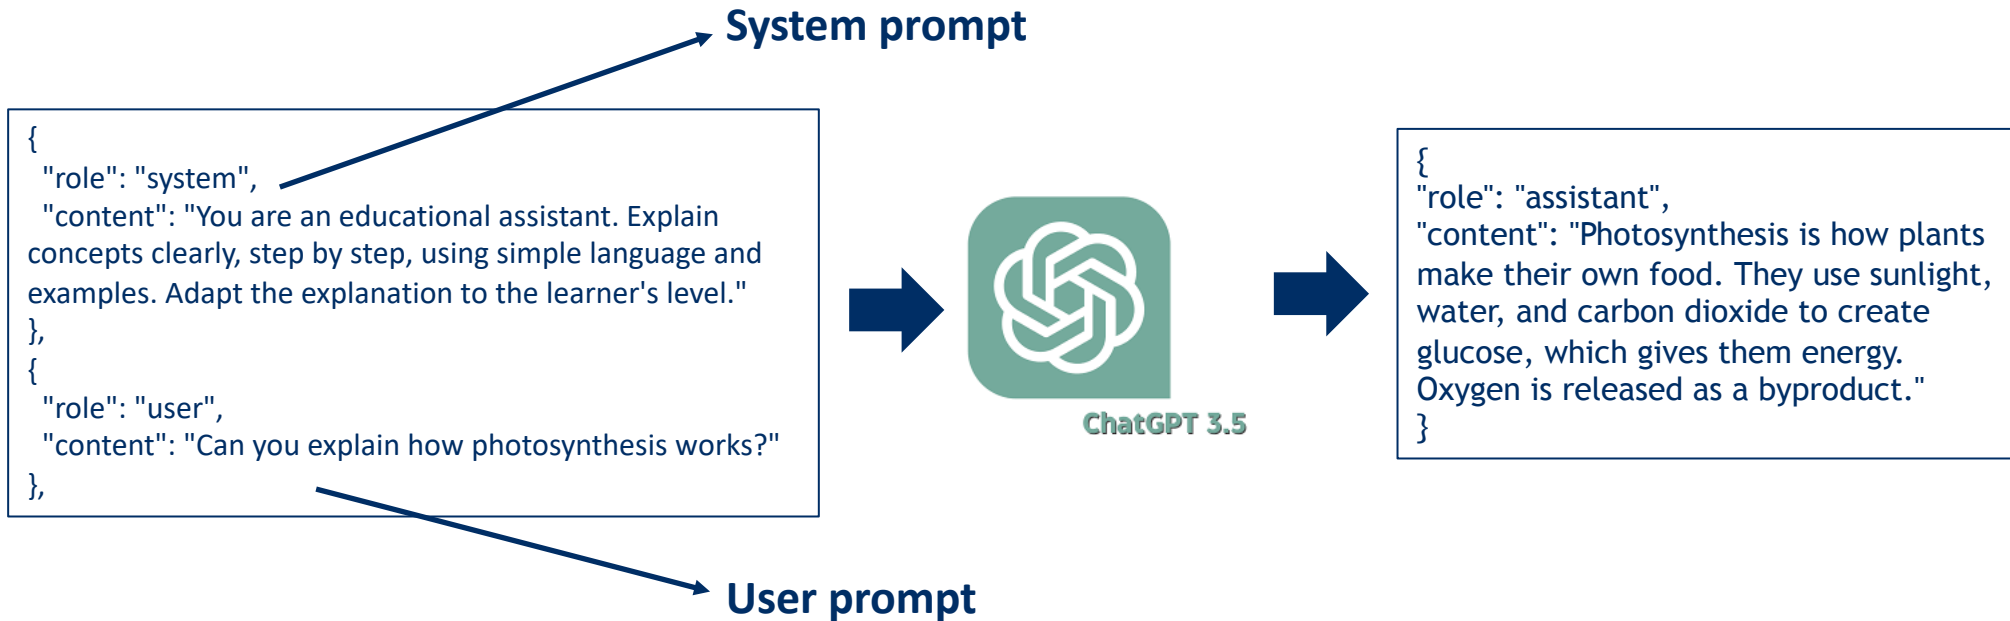 System prompt
{
"role": "system",
"content": "You are an educational assistant. Explain
concepts clearly, step by step, using simple language and
examples. Adapt the explanation to the learner's level."
},
{
"role": "user",
"content": "Can you explain how photosynthesis works?"
},
User prompt
ChatGPT 3.5
{
"role": "assistant",
"content": "Photosynthesis is how plants
make their own food. They use sunlight,
water, and carbon dioxide to create
glucose, which gives them energy.
Oxygen is released as a byproduct."
}